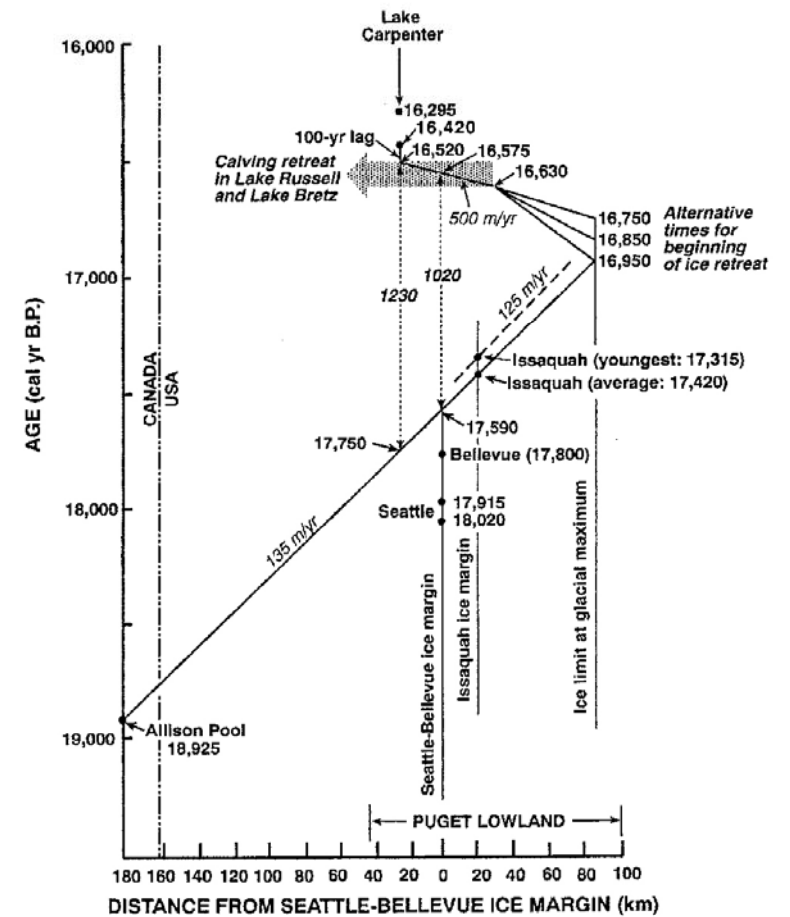 Lake
Carpenter
16,000
16,295
16,420
100-yr lag
16,520
16,575
16,630
Calving retreat
in Lake Russell
and Lake Bretz
500 m/yr
16,750
16,850
16,950
Alternative
times for
beginning
of ice retreat
17,000
1230
1020
125 m/yr
CANADA
USA
AGE (cal yr B.P.)
Issaquah (youngest: 17,315)
Issaquah (average: 17,420)
17,590
17,750
Bellevue (17,800)
Seattle
17,915
18,020
18,000
135 m/yr
Seattle-Bellevue ice margin
Issaquah ice margin
Ice limit at glacial maximum
Allison Pool
18,925
19,000
PUGET LOWLAND
180 160 140 120 100 80 60 40 20 0 20 40 60 80 100
DISTANCE FROM SEATTLE-BELLEVUE ICE MARGIN (km)